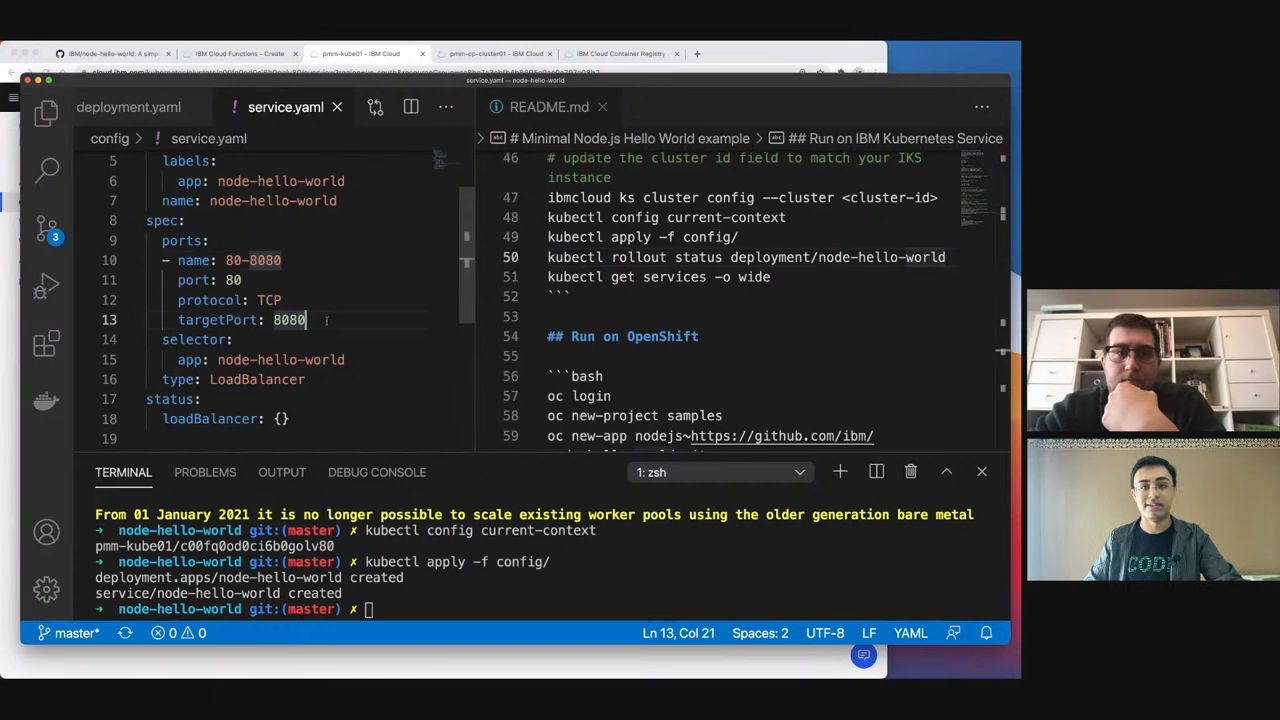 IBM/node-hello-world: A simpl
IBM Cloud Functions - Create
pmm-kube01 - IBM Cloud
pmm-cp-cluster01 - IBM Cloud
IBM Cloud Container Registry
service.yaml — node-hello-world
deployment.yaml
! service.yaml
README.md
config > ! service.yaml
# Minimal Node.js Hello World example > ## Run on IBM Kubernetes Service
5 labels:
6 app: node-hello-world
7 name: node-hello-world
8 spec:
9 ports:
10 - name: 80-8080
11 port: 80
12 protocol: TCP
13 targetPort: 8080
14 selector:
15 app: node-hello-world
16 type: LoadBalancer
17 status:
18 loadBalancer: {}
19
46 # update the cluster id field to match your IKS
instance
47 ibmcloud ks cluster config --cluster <cluster-id>
48 kubectl config current-context
49 kubectl apply -f config/
50 kubectl rollout status deployment/node-hello-world
51 kubectl get services -o wide
52 ```
53
54 ## Run on OpenShift
55
56 ```bash
57 oc login
58 oc new-project samples
59 oc new-app nodejs~https://github.com/ibm/
TERMINAL PROBLEMS OUTPUT DEBUG CONSOLE
1: zsh
From 01 January 2021 it is no longer possible to scale existing worker pools using the older generation bare metal
➜ node-hello-world git:(master) ✗ kubectl config current-context
pmm-kube01/c00fq0od0ci6b0golv80
➜ node-hello-world git:(master) ✗ kubectl apply -f config/
deployment.apps/node-hello-world created
service/node-hello-world created
➜ node-hello-world git:(master) ✗
3
master* 0 0
Ln 13, Col 21 Spaces: 2 UTF-8 LF YAML
CODE